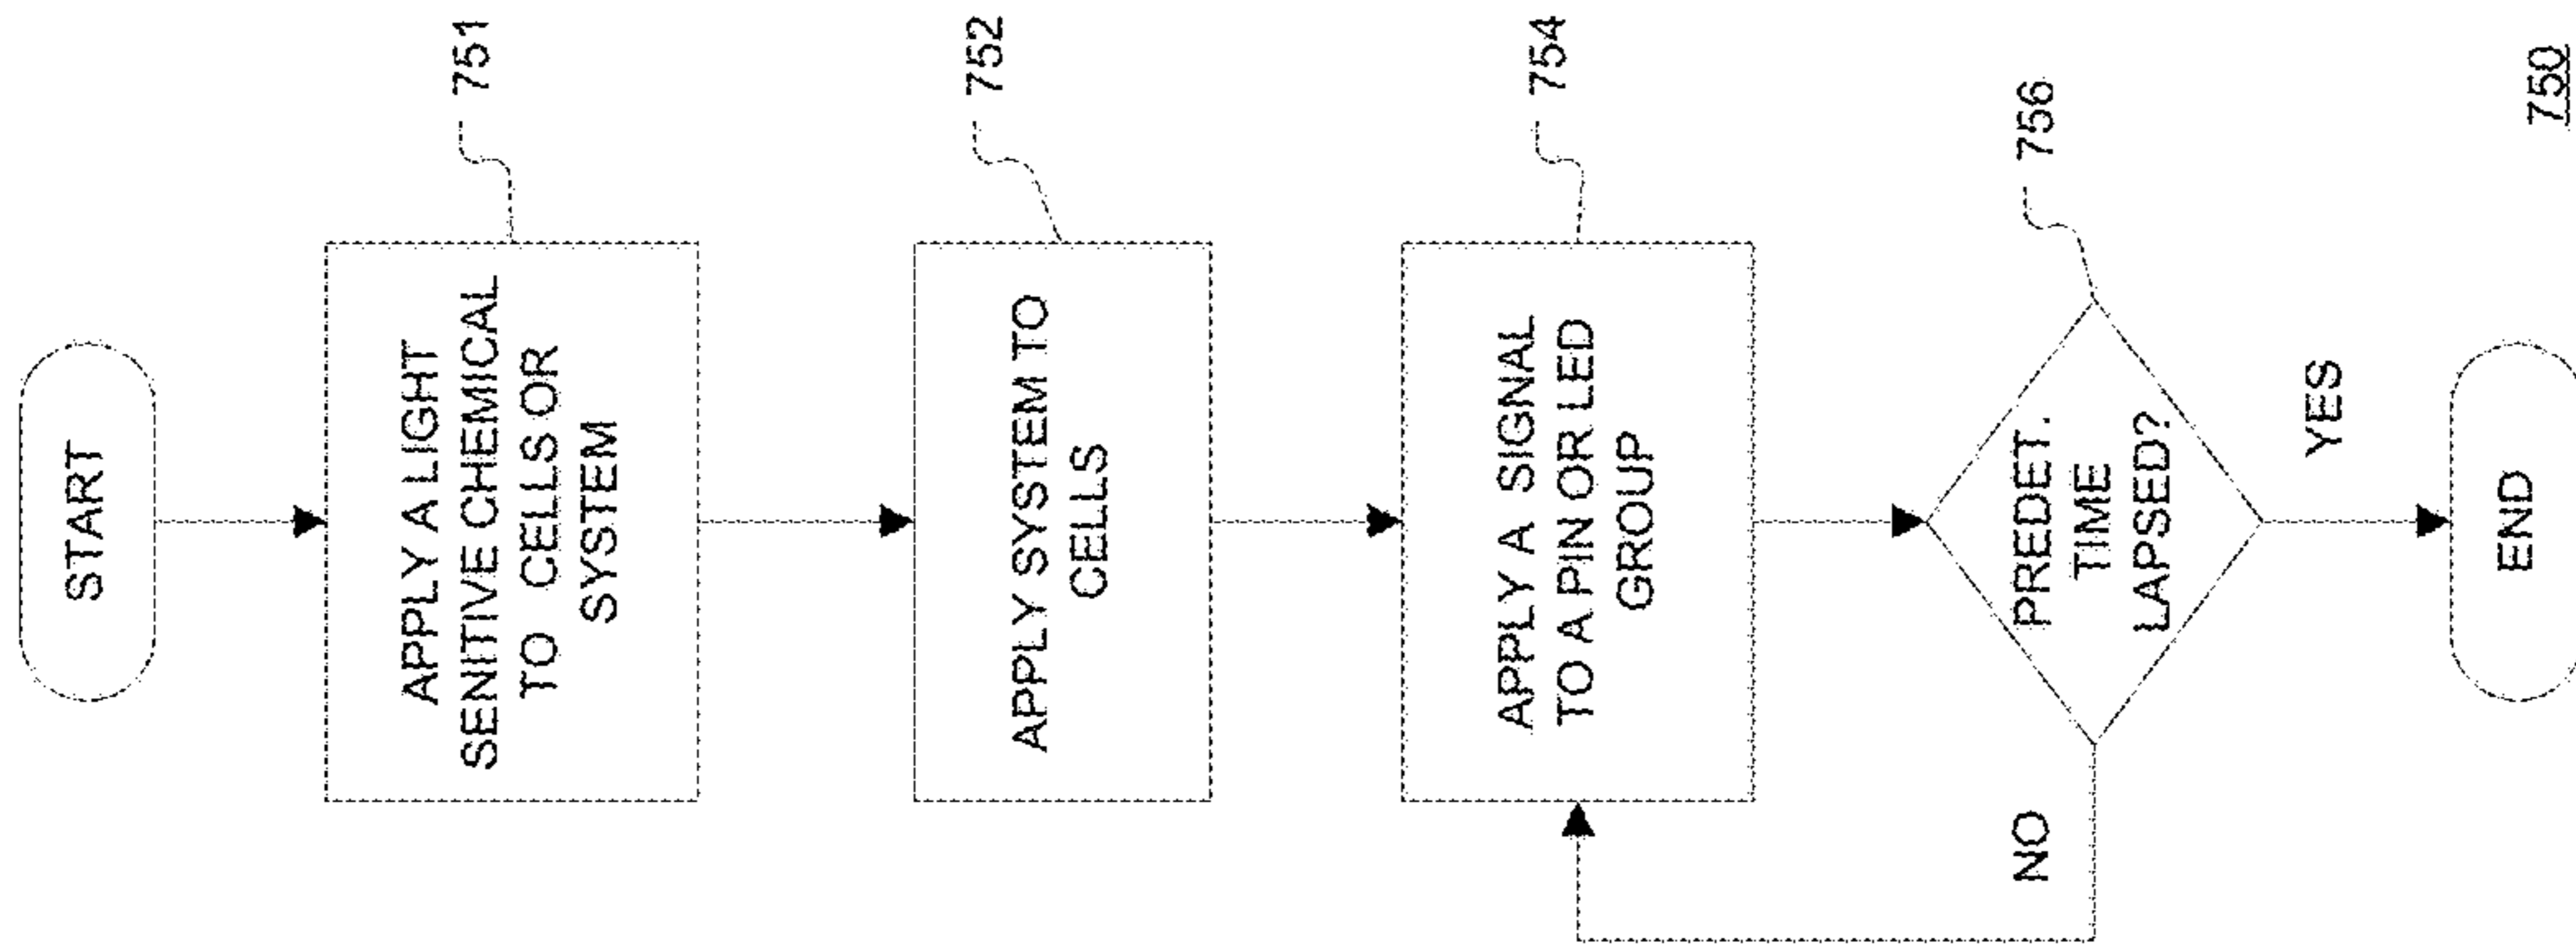 START
APPLY A LIGHT
SENITIVE CHEMICAL
TO CELLS OR
SYSTEM
751
APPLY SYSTEM TO
CELLS
752
APPLY A SIGNAL
TO A PIN OR LED
GROUP
754
PREDET.
TIME
LAPSED?
756
NO
YES
END
750